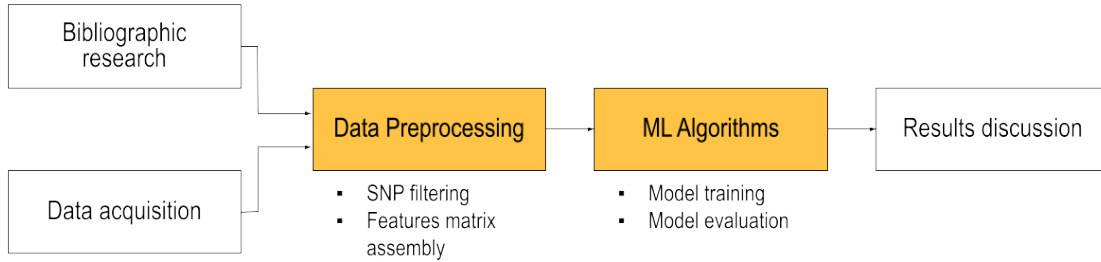 Bibliographic
research
Data acquisition
Data Preprocessing
▪ SNP filtering
▪ Features matrix
assembly
ML Algorithms
▪ Model training
▪ Model evaluation
Results discussion